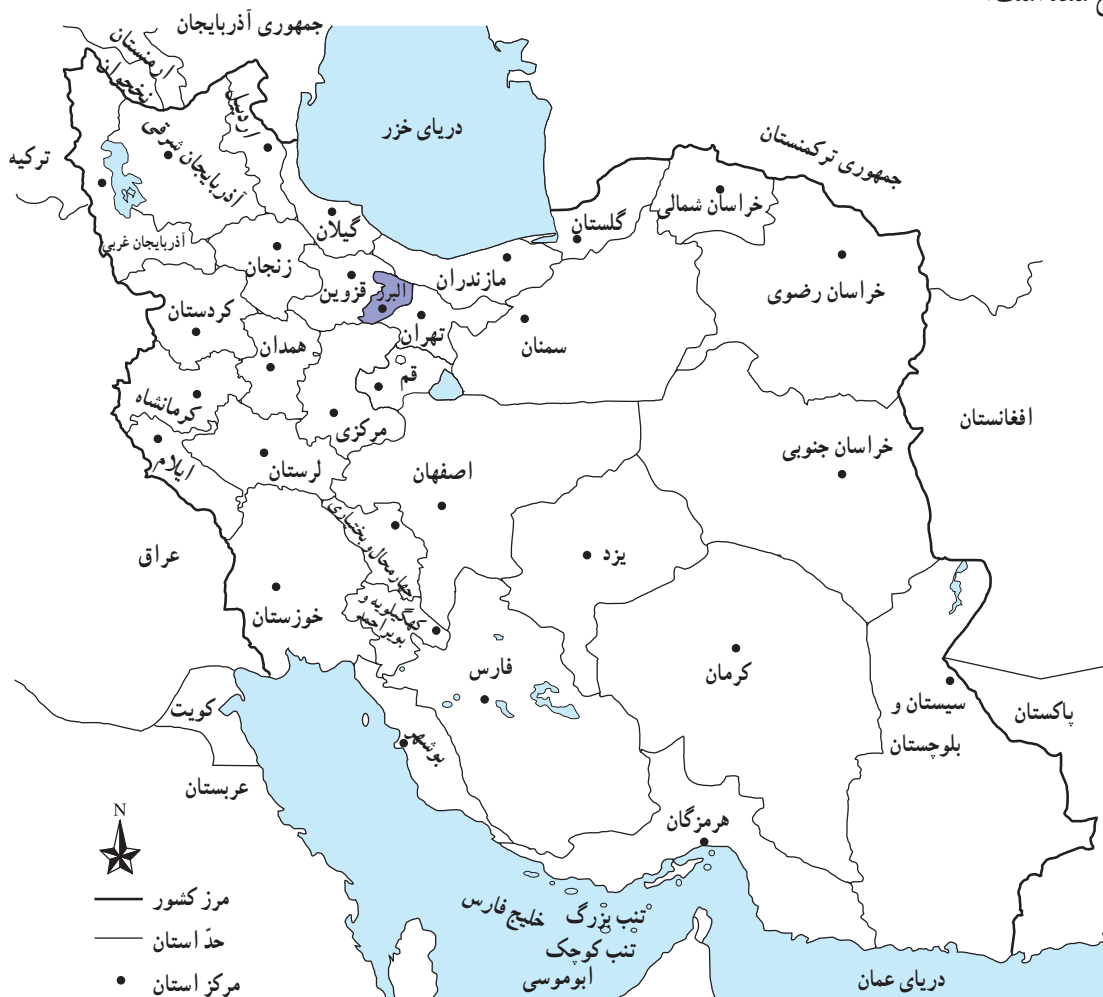 شده است.
جمهوری آذربایجان
ارمنستان
نخجوان
ترکیه
دریای خزر
جمهوری ترکمنستان
اردبیل
آذربایجان شرقی
آذربایجان غربی
گیلان
گلستان
خراسان شمالی
مازندران
زنجان
قزوین
البرز
تهران
سمنان
خراسان رضوی
کردستان
همدان
قم
کرمانشاه
مرکزی
افغانستان
ایلام
لرستان
اصفهان
خراسان جنوبی
عراق
چهارمحال و بختیاری
یزد
خوزستان
کهگیلویه و
بویراحمد
فارس
کرمان
سیستان و
بلوچستان
پاکستان
کویت
بوشهر
عربستان
هرمزگان
خلیج فارس
تنب بزرگ
تنب کوچک
ابوموسی
دریای عمان
N
مرز کشور
حدّ استان
مرکز استان